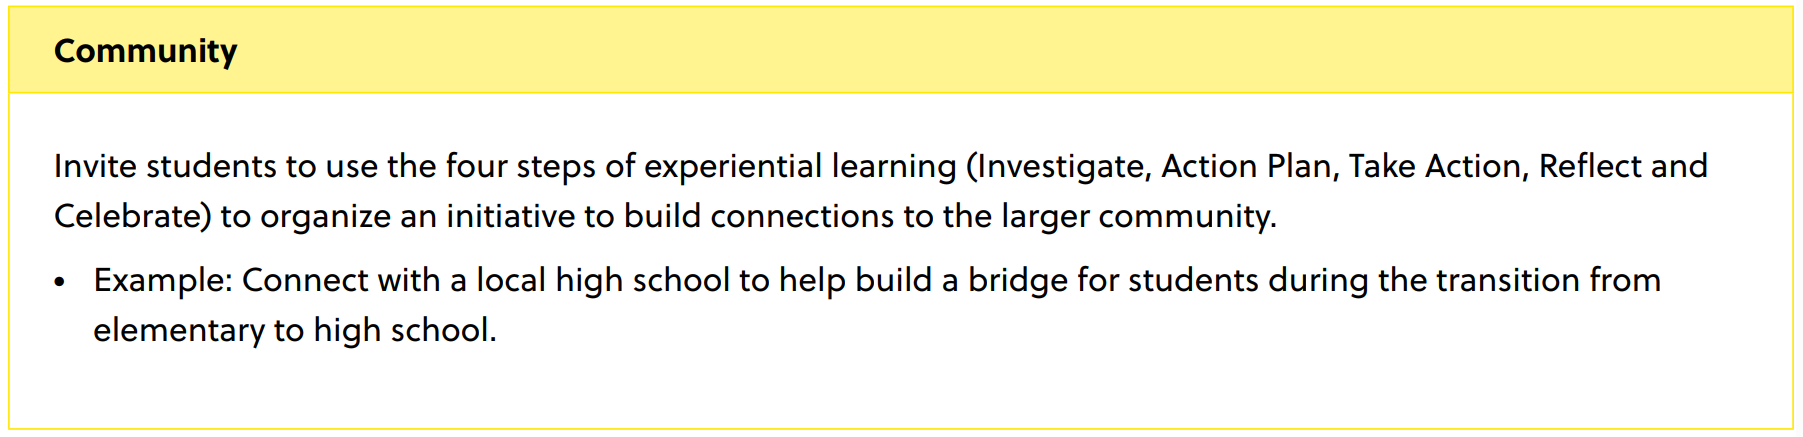 Community
Invite students to use the four steps of experiential learning (Investigate, Action Plan, Take Action, Reflect and
Celebrate) to organize an initiative to build connections to the larger community.
• Example: Connect with a local high school to help build a bridge for students during the transition from
elementary to high school.